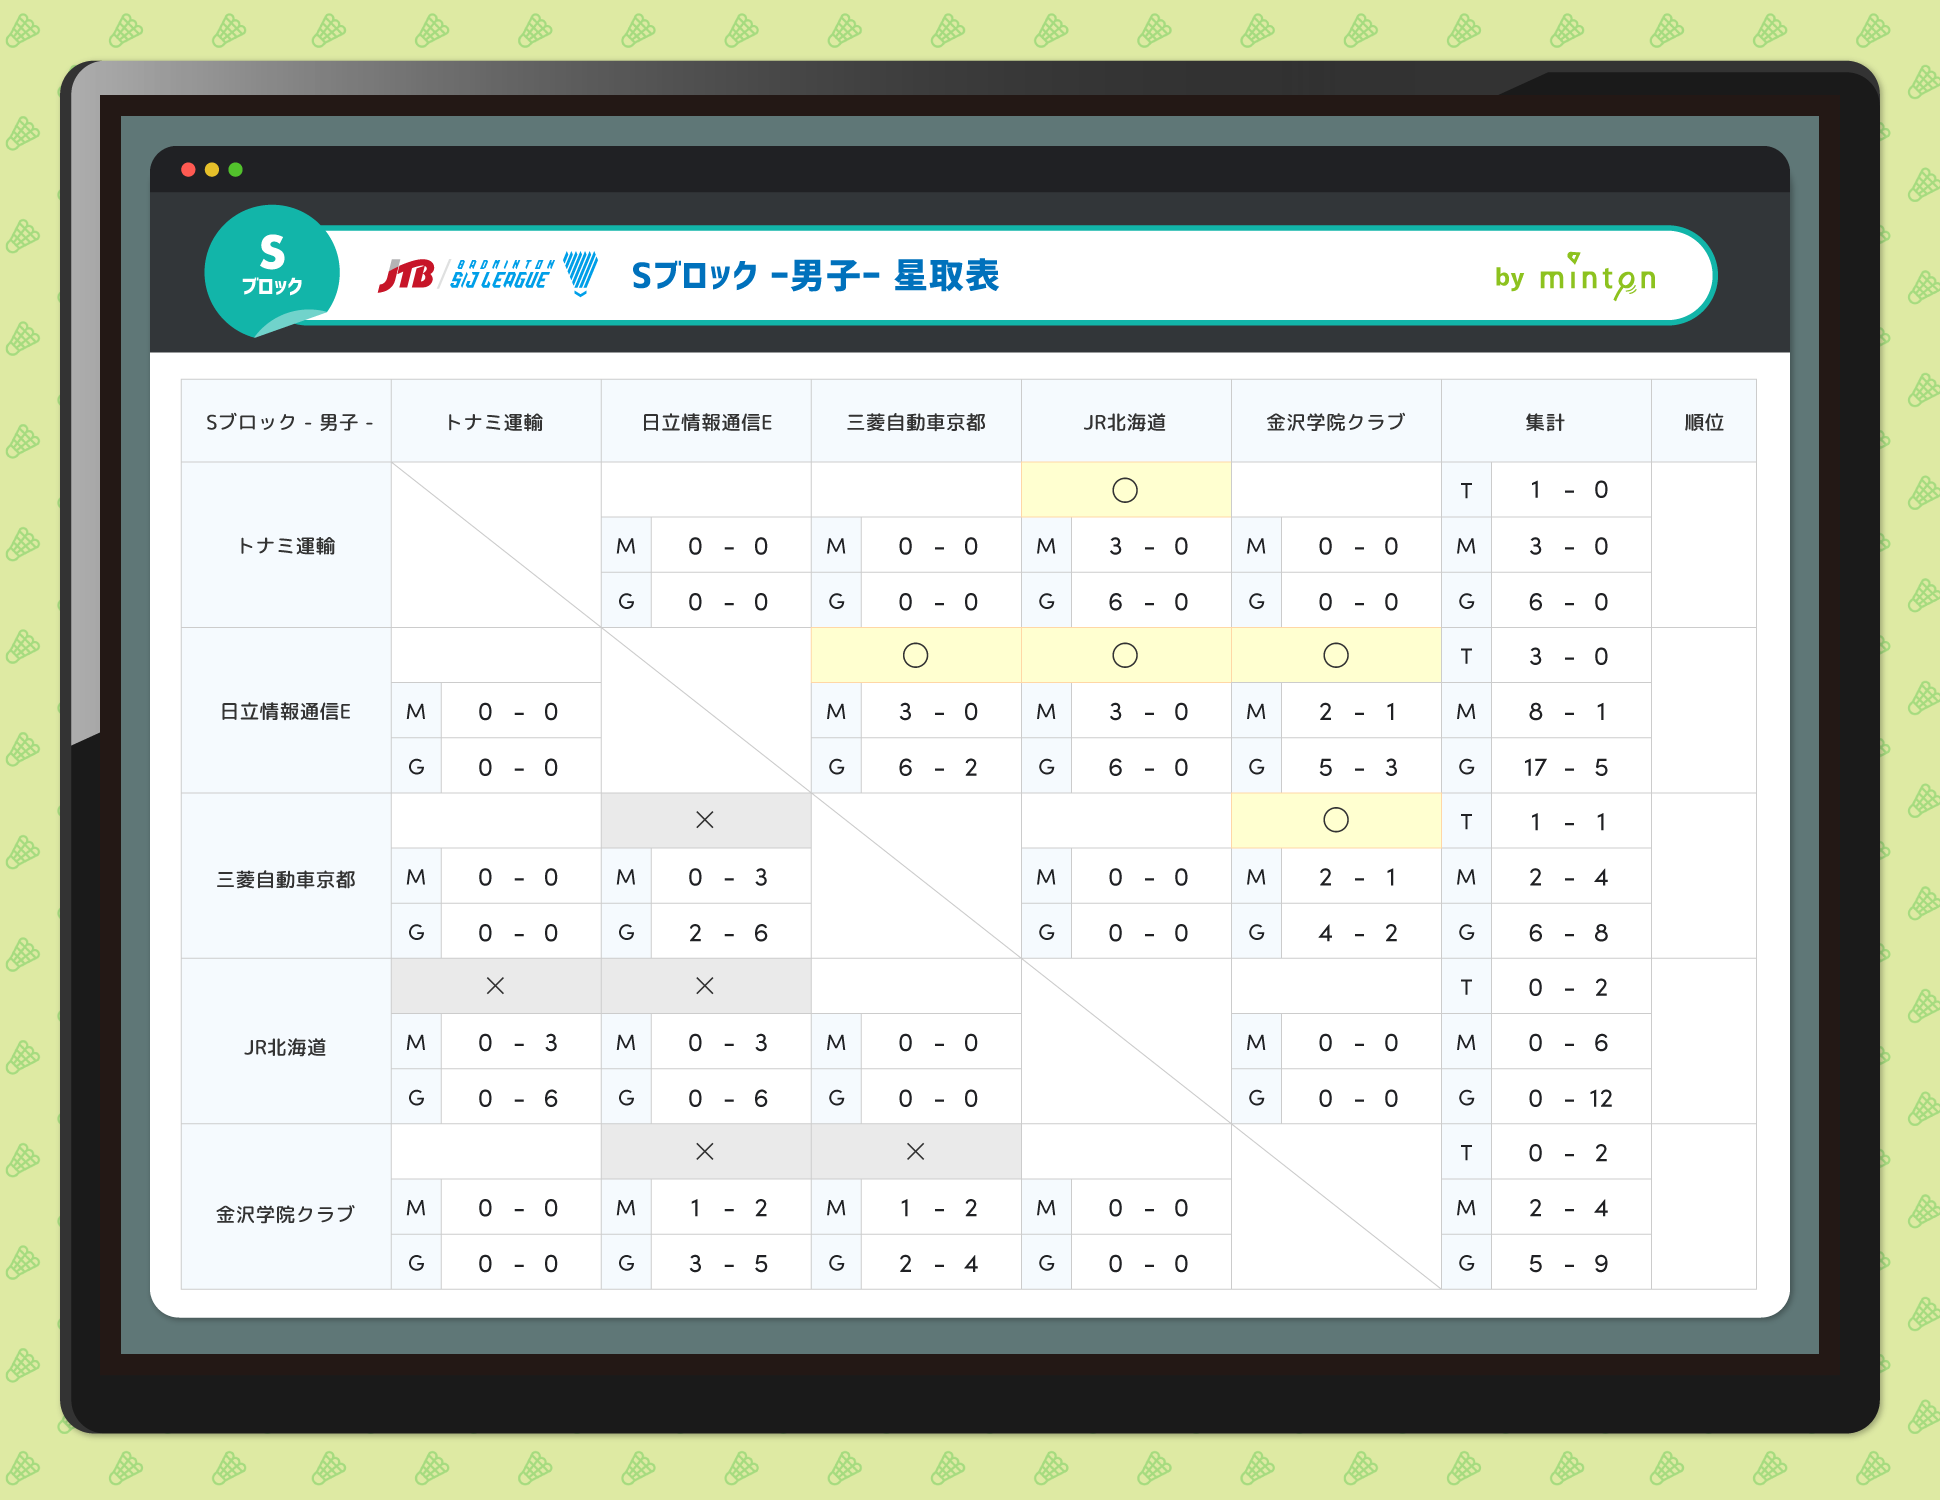 S
ブロック
JTB BADMINTON
S/J LEAGUE
Sブロック −男子− 星取表
by minton
Sブロック - 男子 - トナミ運輸 日立情報通信E 三菱自動車京都 JR北海道 金沢学院クラブ 集計 順位
○ T 1 - 0
トナミ運輸 M 0 - 0 M 0 - 0 M 3 - 0 M 0 - 0 M 3 - 0
G 0 - 0 G 0 - 0 G 6 - 0 G 0 - 0 G 6 - 0
○ ○ ○ T 3 - 0
日立情報通信E M 0 - 0 M 3 - 0 M 3 - 0 M 2 - 1 M 8 - 1
G 0 - 0 G 6 - 2 G 6 - 0 G 5 - 3 G 17 - 5
× ○ T 1 - 1
三菱自動車京都 M 0 - 0 M 0 - 3 M 0 - 0 M 2 - 1 M 2 - 4
G 0 - 0 G 2 - 6 G 0 - 0 G 4 - 2 G 6 - 8
× × T 0 - 2
JR北海道 M 0 - 3 M 0 - 3 M 0 - 0 M 0 - 0 M 0 - 6
G 0 - 6 G 0 - 6 G 0 - 0 G 0 - 0 G 0 - 12
× × T 0 - 2
金沢学院クラブ M 0 - 0 M 1 - 2 M 1 - 2 M 0 - 0 M 2 - 4
G 0 - 0 G 3 - 5 G 2 - 4 G 0 - 0 G 5 - 9